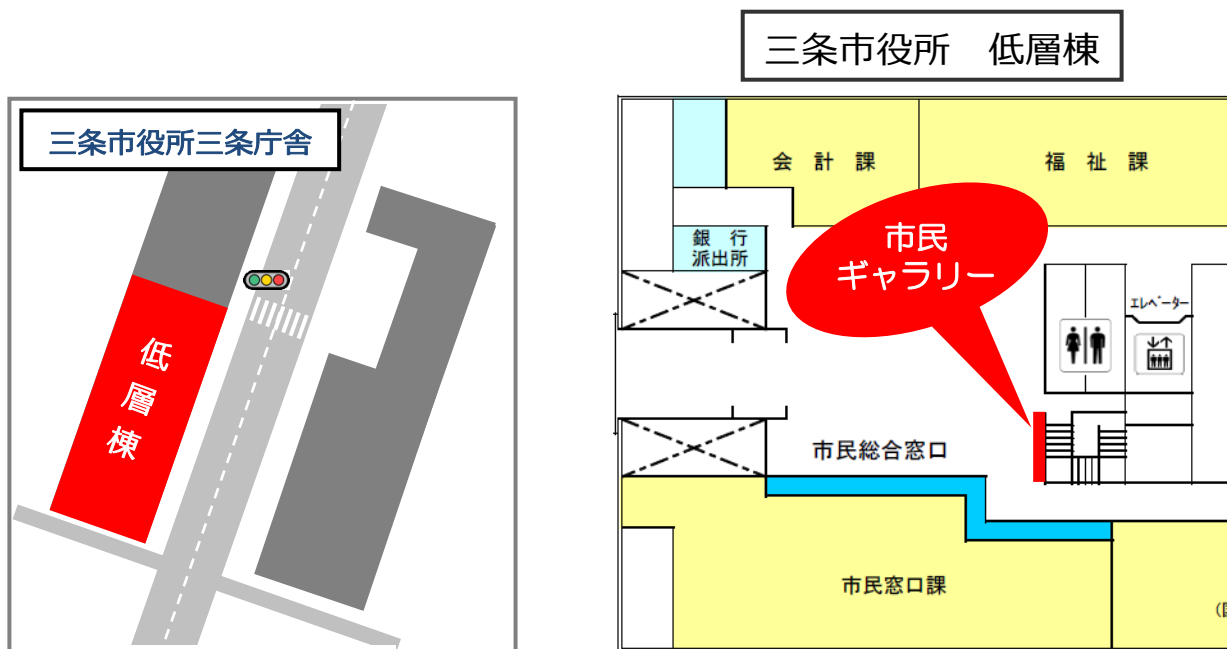 三条市役所　低層棟
三条市役所三条庁舎
低層棟
会計課
福祉課
銀行
派出所
市民
ギャラリー
エレベーター
市民総合窓口
市民窓口課